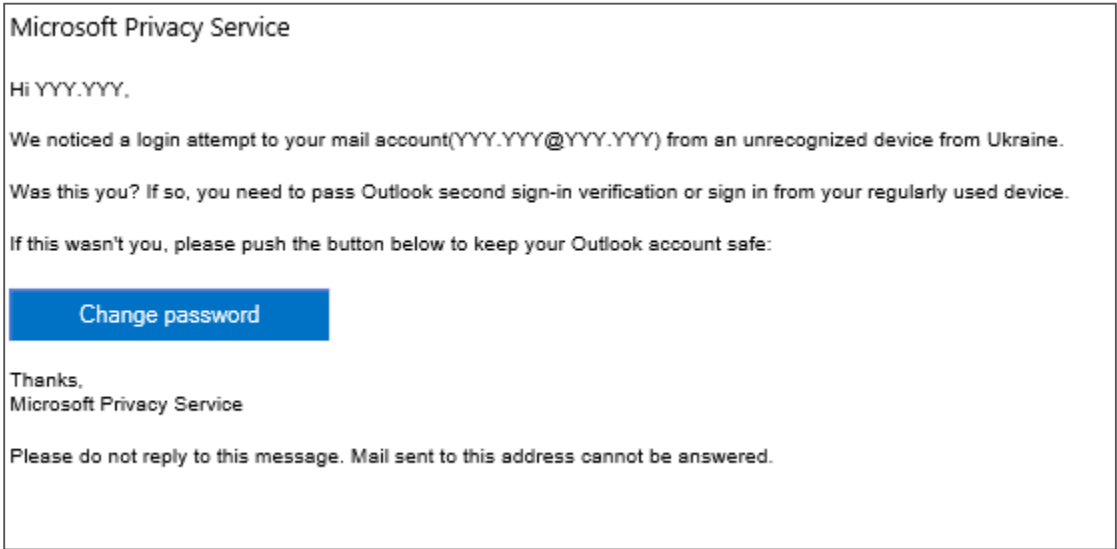 Microsoft Privacy Service
Hi YYY.YYY,
We noticed a login attempt to your mail account(YYY.YYY@YYY.YYY) from an unrecognized device from Ukraine.
Was this you? If so, you need to pass Outlook second sign-in verification or sign in from your regularly used device.
If this wasn't you, please push the button below to keep your Outlook account safe:
Change password
Thanks,
Microsoft Privacy Service
Please do not reply to this message. Mail sent to this address cannot be answered.